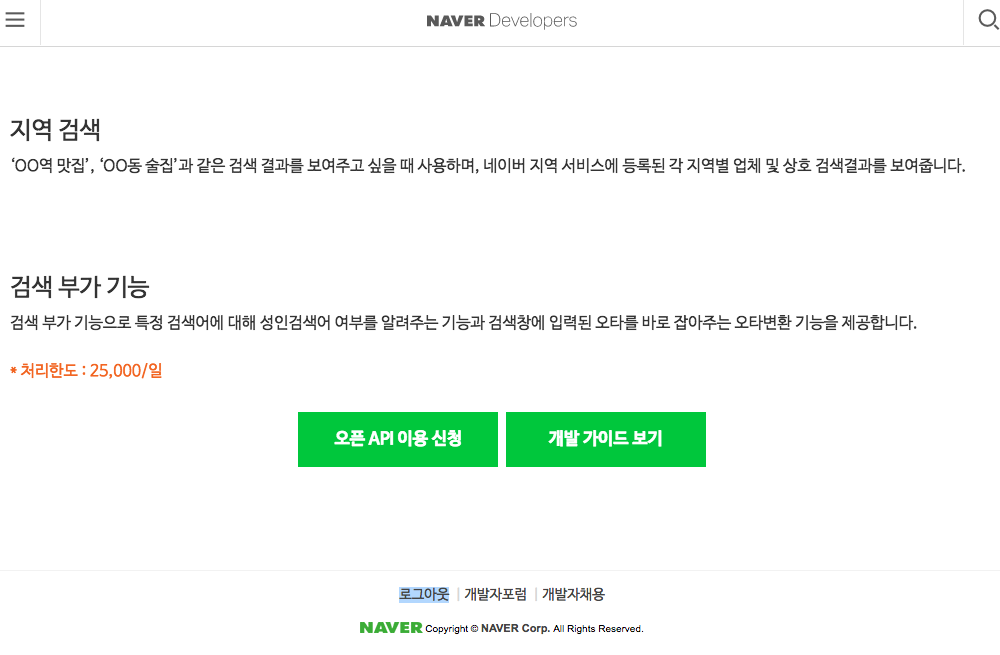 NAVER Developers
지역 검색
‘OO역 맛집’, ‘OO동 술집’과 같은 검색 결과를 보여주고 싶을 때 사용하며, 네이버 지역 서비스에 등록된 각 지역별 업체 및 상호 검색결과를 보여줍니다.
검색 부가 기능
검색 부가 기능으로 특정 검색어에 대해 성인검색어 여부를 알려주는 기능과 검색창에 입력된 오타를 바로 잡아주는 오타변환 기능을 제공합니다.
* 처리한도 : 25,000/일
오픈 API 이용 신청 개발 가이드 보기
로그아웃 | 개발자포럼 | 개발자채용
NAVER Copyright © NAVER Corp. All Rights Reserved.